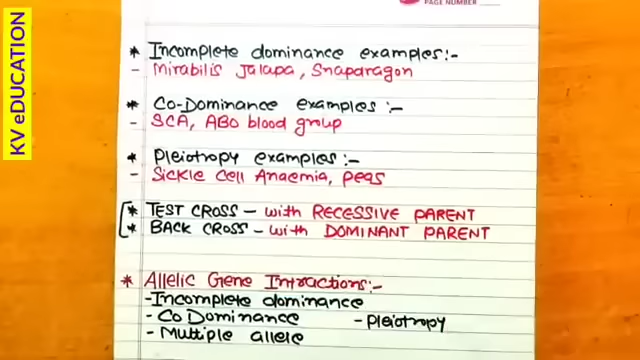 PAGE NUMBER
KV eDUCATION
* Incomplete dominance examples:-
- Mirabilis Jalapa, Snapdragon
* Co-Dominance examples :-
- SCA, ABO blood group
* Pleiotropy examples :-
- Sickle Cell Anaemia, peas
* TEST CROSS - with RECESSIVE PARENT
* BACK CROSS - with DOMINANT PARENT
* Allelic Gene Intractions:-
- Incomplete dominance
- Co Dominance - pleiotropy
- Multiple allele